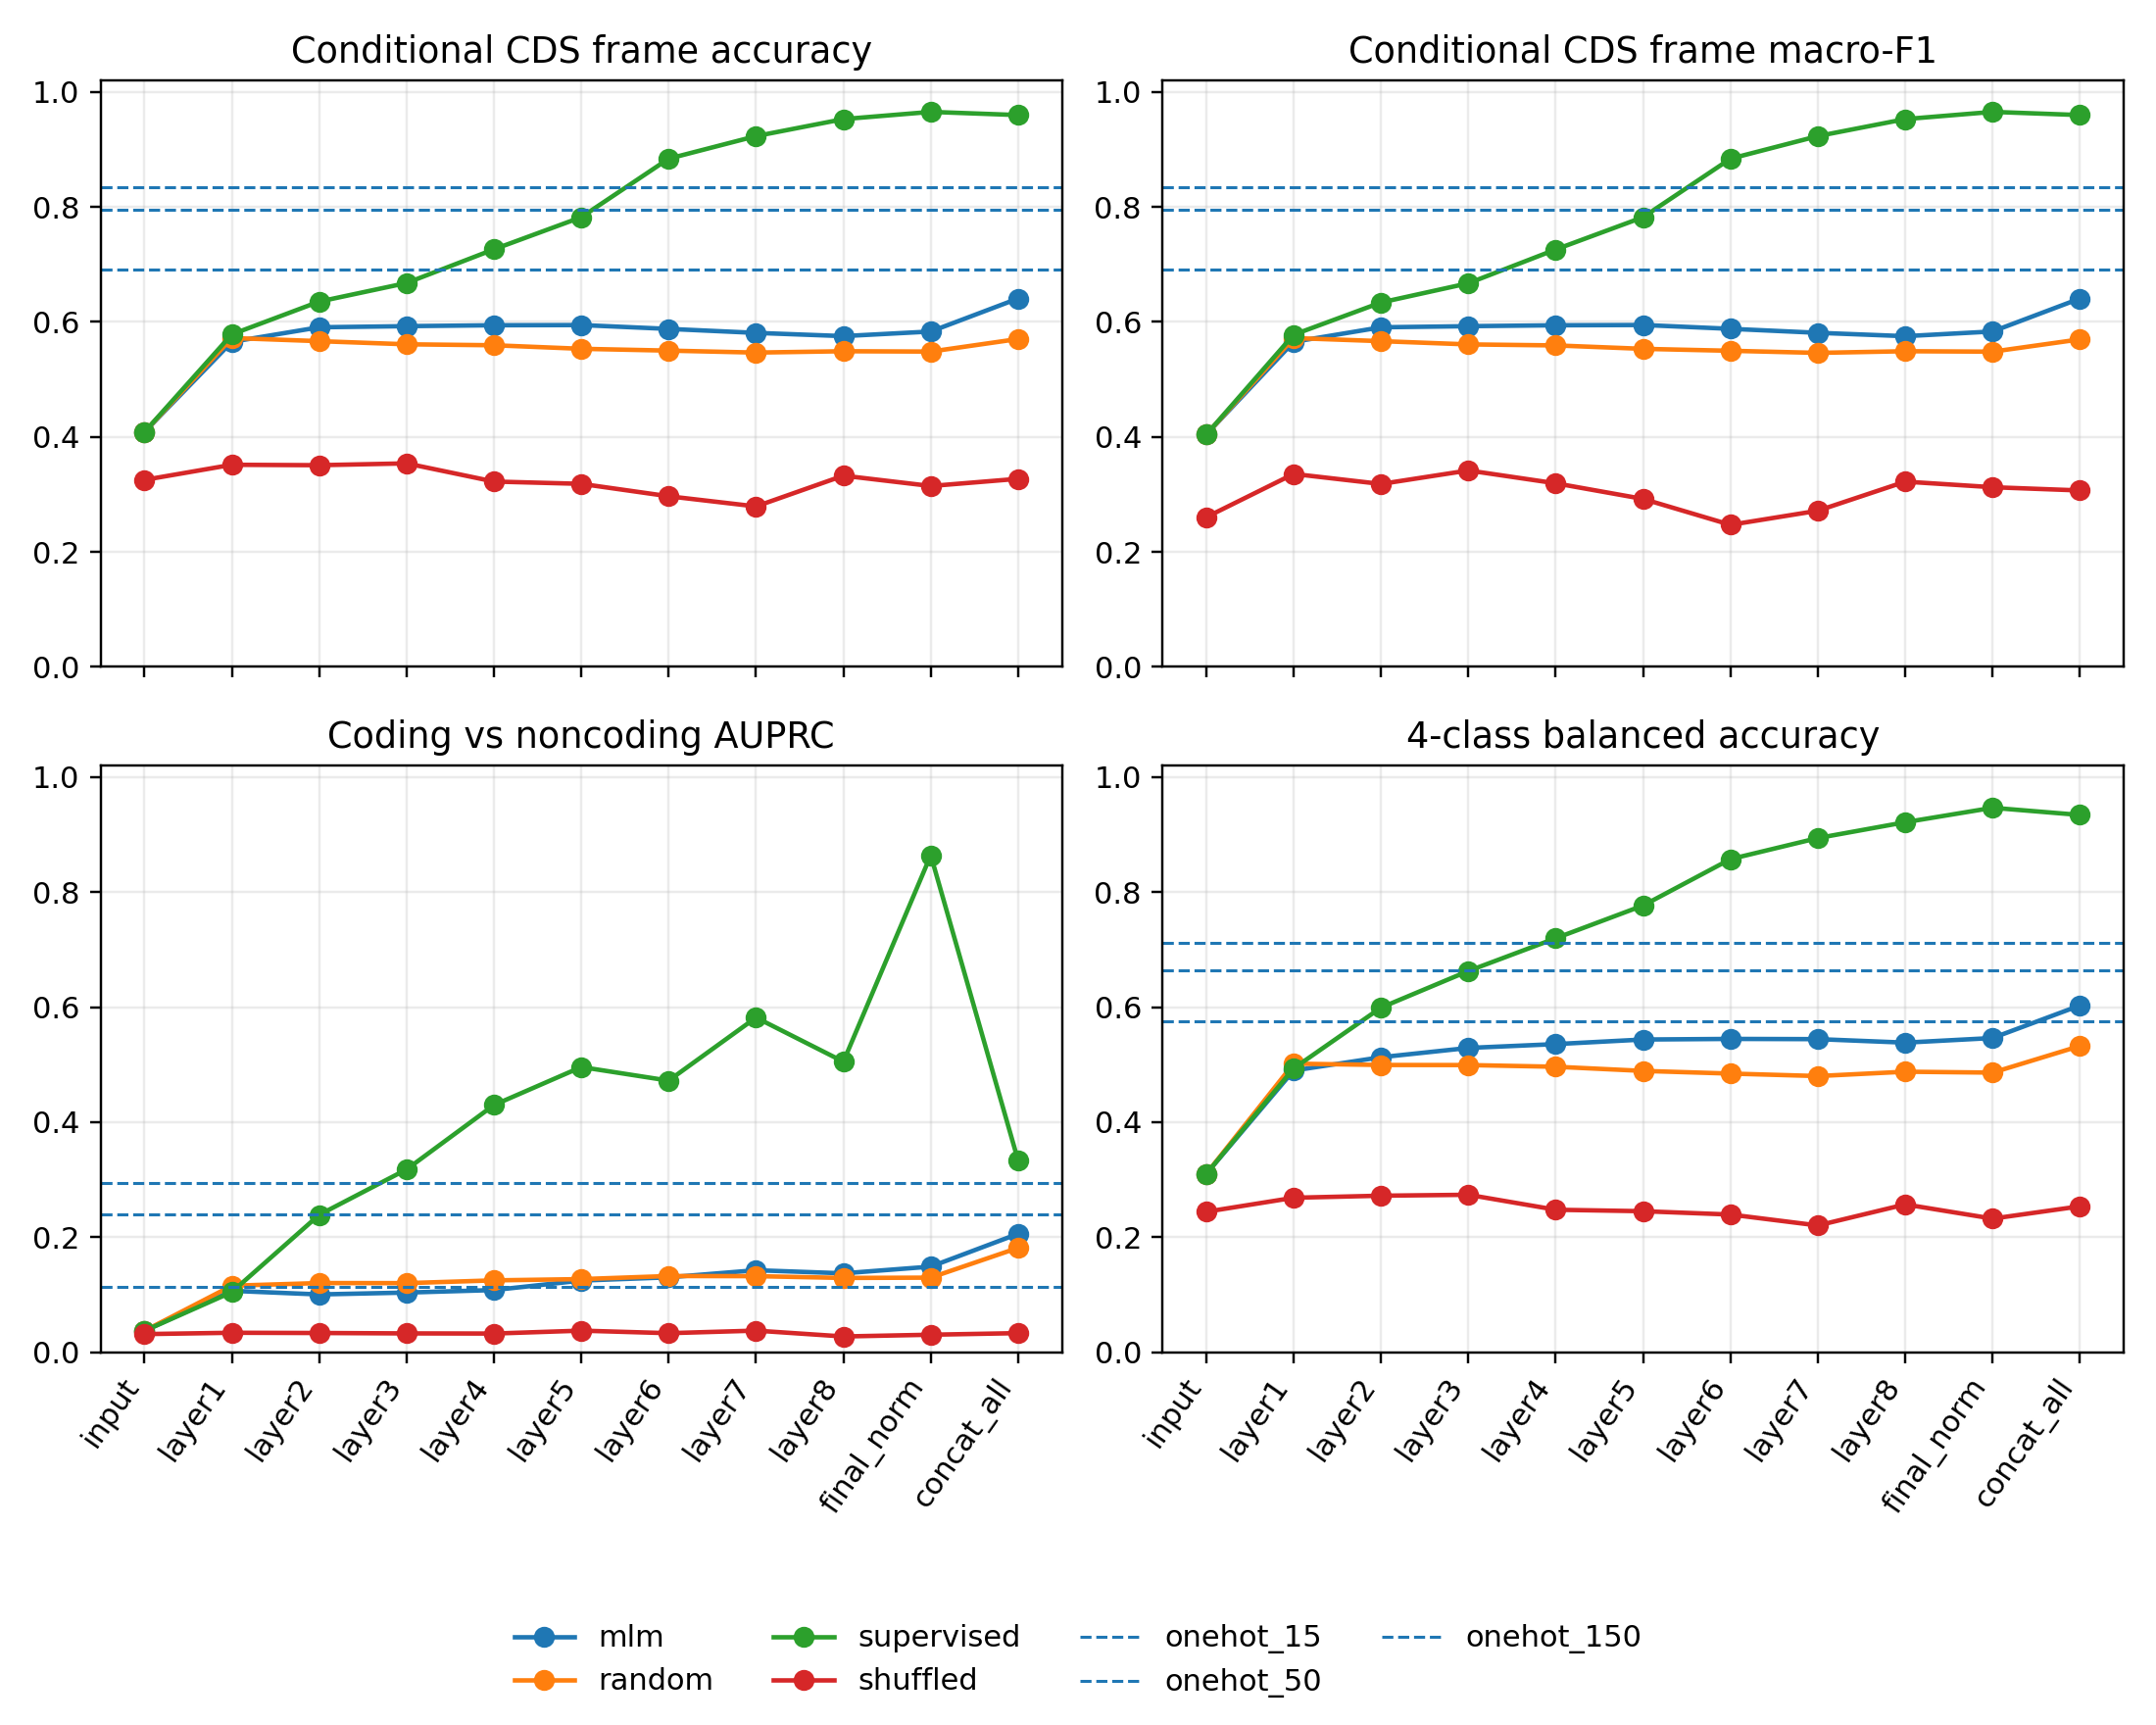 Conditional CDS frame accuracy
Conditional CDS frame macro-F1
1.0
0.8
0.6
0.4
0.2
0.0
1.0
0.8
0.6
0.4
0.2
0.0
Coding vs noncoding AUPRC
4-class balanced accuracy
1.0
0.8
0.6
0.4
0.2
0.0
input
layer1
layer2
layer3
layer4
layer5
layer6
layer7
layer8
final_norm
concat_all
1.0
0.8
0.6
0.4
0.2
0.0
input
layer1
layer2
layer3
layer4
layer5
layer6
layer7
layer8
final_norm
concat_all
mlm
random
supervised
shuffled
onehot_15
onehot_50
onehot_150